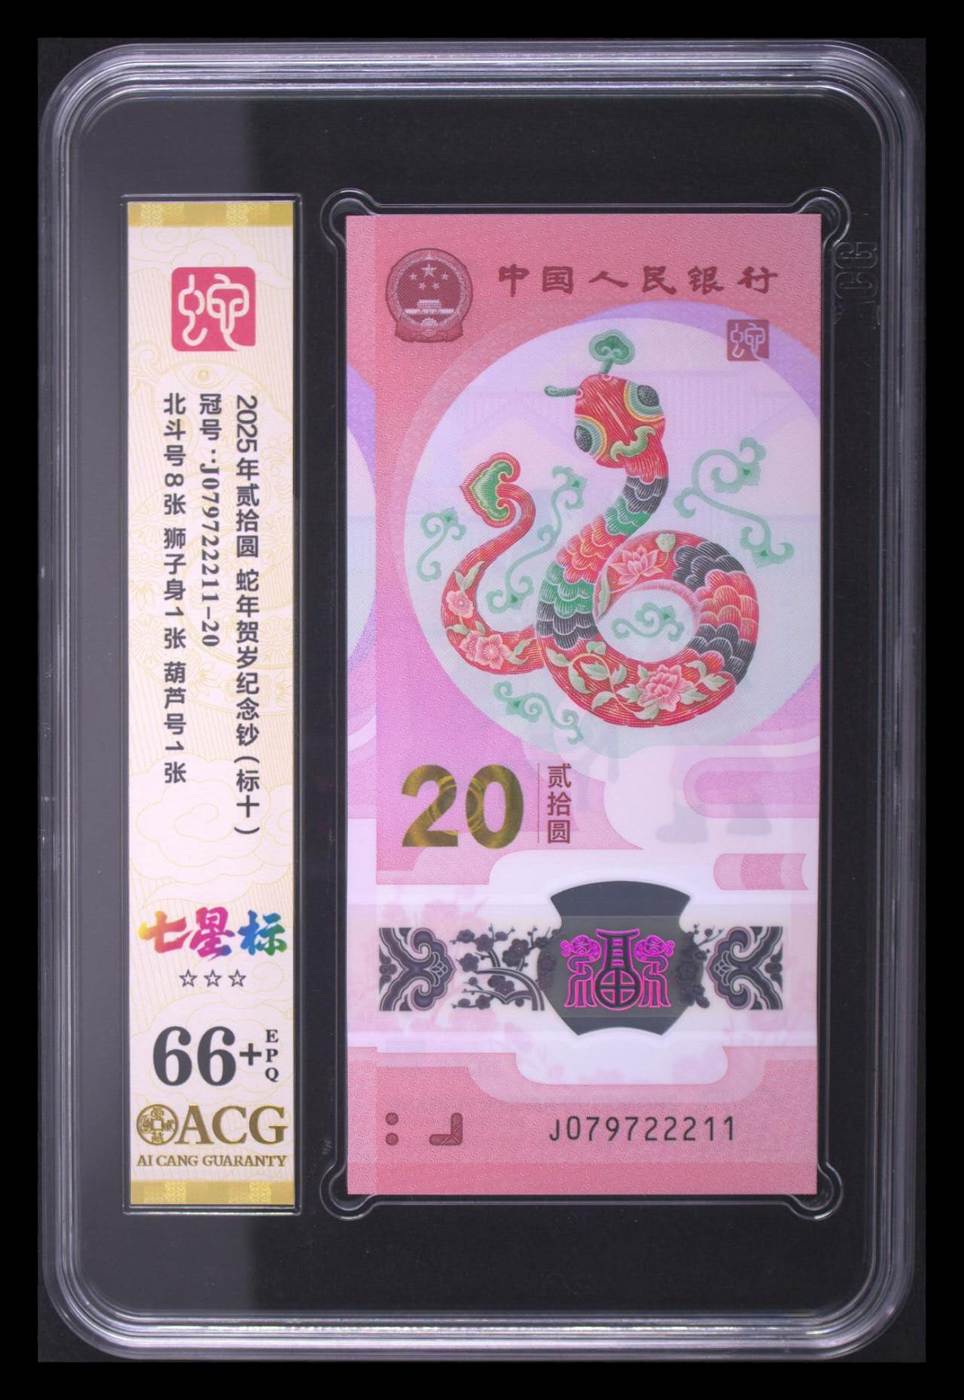 蛇
2025年贰拾圆 蛇年贺岁纪念钞（标十）
冠号：J079722211-20
北斗号8张 狮子身1张 葫芦号1张
七星标
☆☆☆
66+EPQ
ACG
AI CANG GUARANTY
中国人民银行
蛇
20
贰拾圆
J079722211